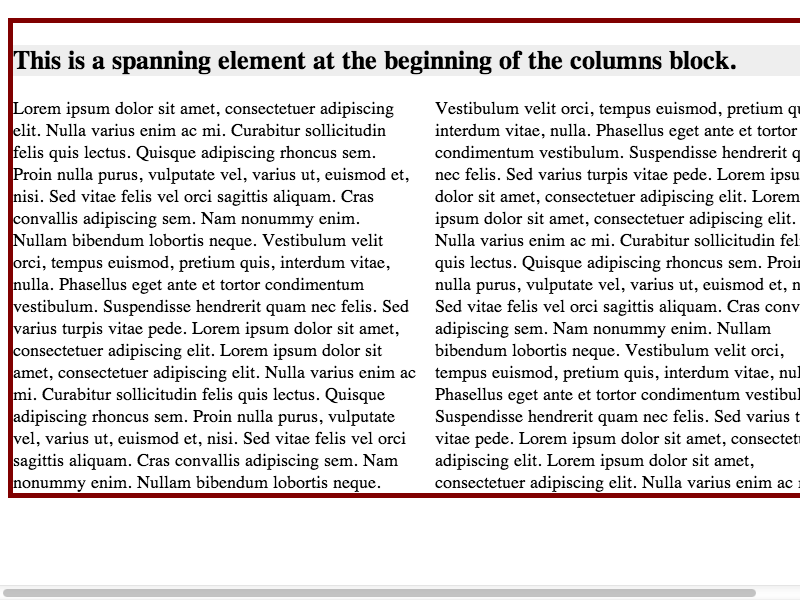 This is a spanning element at the beginning of the columns block.
Lorem ipsum dolor sit amet, consectetuer adipiscing
elit. Nulla varius enim ac mi. Curabitur sollicitudin
felis quis lectus. Quisque adipiscing rhoncus sem.
Proin nulla purus, vulputate vel, varius ut, euismod et,
nisi. Sed vitae felis vel orci sagittis aliquam. Cras
convallis adipiscing sem. Nam nonummy enim.
Nullam bibendum lobortis neque. Vestibulum velit
orci, tempus euismod, pretium quis, interdum vitae,
nulla. Phasellus eget ante et tortor condimentum
vestibulum. Suspendisse hendrerit quam nec felis. Sed
varius turpis vitae pede. Lorem ipsum dolor sit amet,
consectetuer adipiscing elit. Lorem ipsum dolor sit
amet, consectetuer adipiscing elit. Nulla varius enim ac
mi. Curabitur sollicitudin felis quis lectus. Quisque
adipiscing rhoncus sem. Proin nulla purus, vulputate
vel, varius ut, euismod et, nisi. Sed vitae felis vel orci
sagittis aliquam. Cras convallis adipiscing sem. Nam
nonummy enim. Nullam bibendum lobortis neque.
Vestibulum velit orci, tempus euismod, pretium
interdum vitae, nulla. Phasellus eget ante et tortor
condimentum vestibulum. Suspendisse hendrerit
nec felis. Sed varius turpis vitae pede. Lorem
dolor sit amet, consectetuer adipiscing elit. Lorem
ipsum dolor sit amet, consectetuer adipiscing elit.
Nulla varius enim ac mi. Curabitur sollicitudin
quis lectus. Quisque adipiscing rhoncus sem.
nulla purus, vulputate vel, varius ut, euismod et,
Sed vitae felis vel orci sagittis aliquam. Cras
adipiscing sem. Nam nonummy enim. Nullam
bibendum lobortis neque. Vestibulum velit orci,
tempus euismod, pretium quis, interdum vitae,
Phasellus eget ante et tortor condimentum
Suspendisse hendrerit quam nec felis. Sed varius
vitae pede. Lorem ipsum dolor sit amet,
adipiscing elit. Lorem ipsum dolor sit amet,
consectetuer adipiscing elit. Nulla varius enim ac